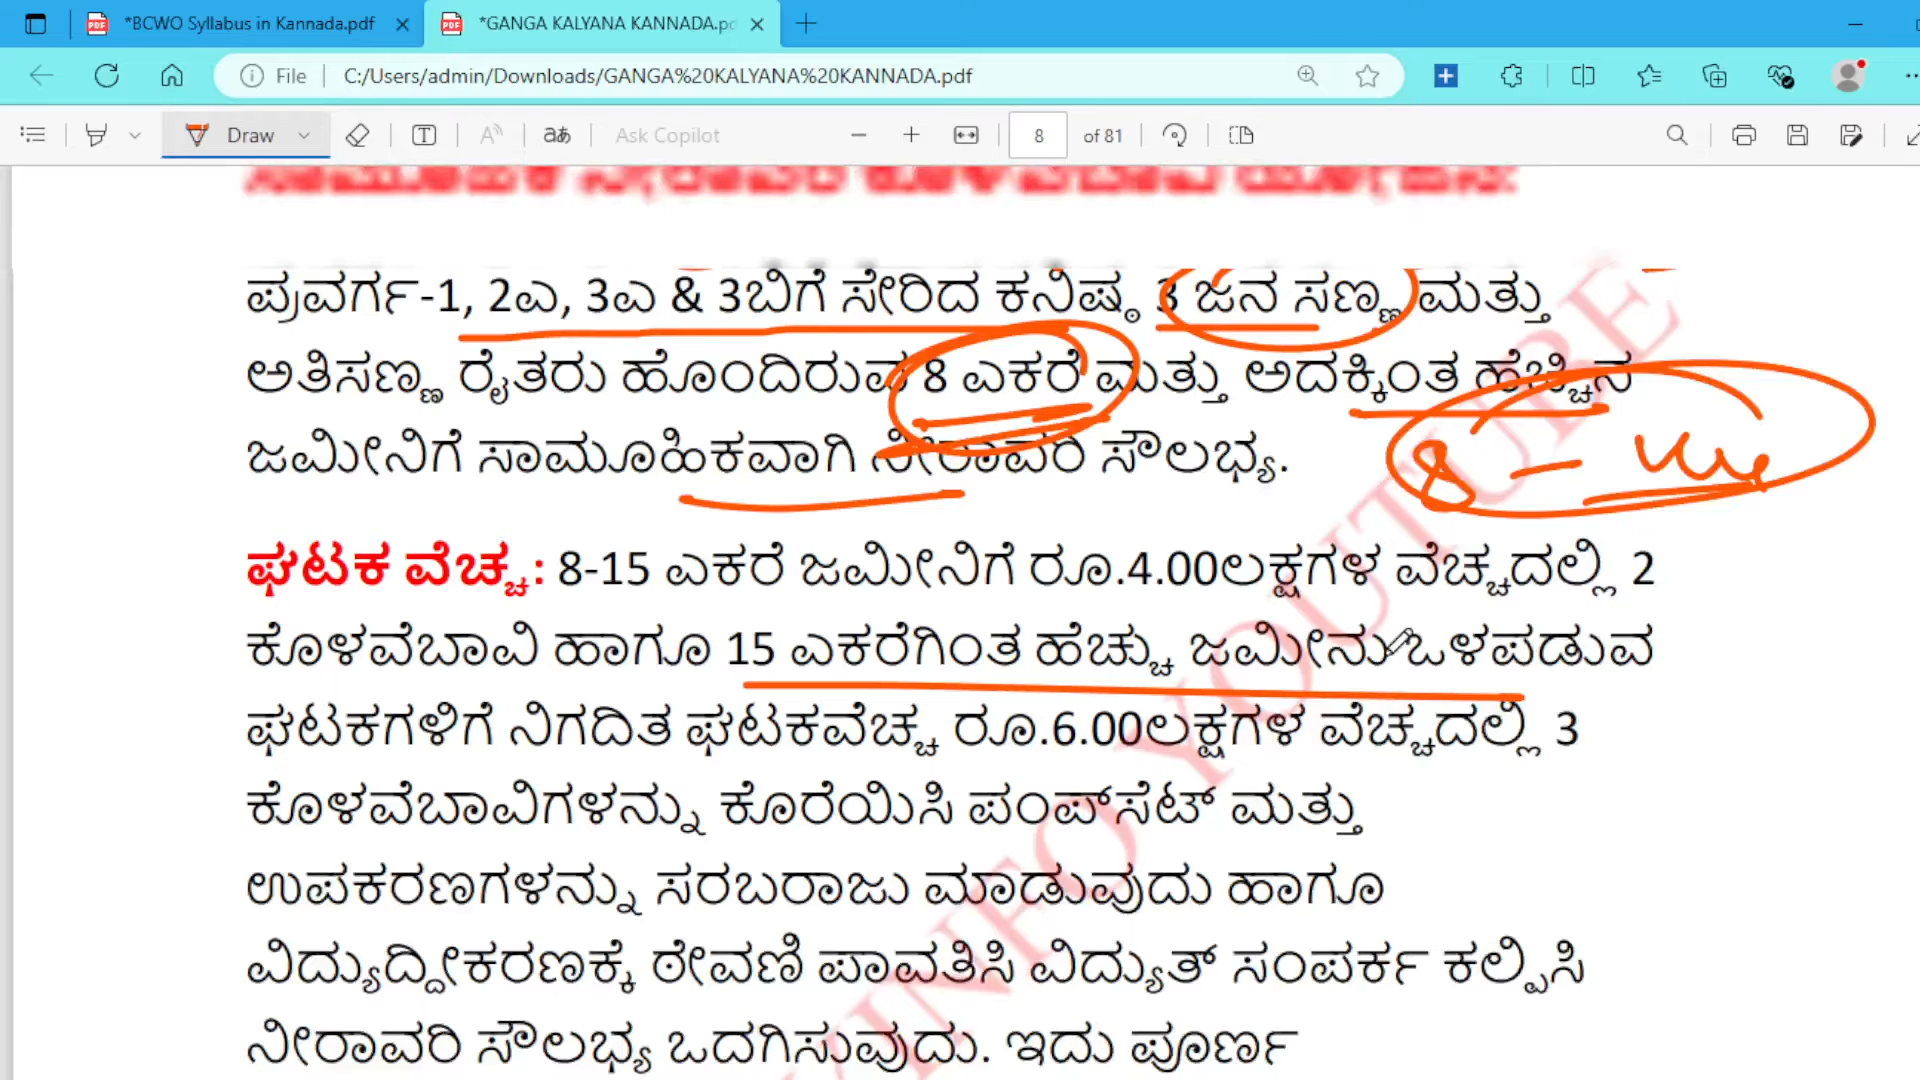 *BCWO Syllabus in Kannada.pdf
*GANGA KALYANA KANNADA.pd
File
C:/Users/admin/Downloads/GANGA%20KALYANA%20KANNADA.pdf
Draw
Ask Copilot
8 of 81
ಪ್ರವರ್ಗ-1, 2ಎ, 3ಎ & 3ಬಿಗೆ ಸೇರಿದ ಕನಿಷ್ಠ 3 ಜನ ಸಣ್ಣ ಮತ್ತು
ಅತಿಸಣ್ಣ ರೈತರು ಹೊಂದಿರುವ 8 ಎಕರೆ ಮತ್ತು ಅದಕ್ಕಿಂತ ಹೆಚ್ಚಿನ
ಜಮೀನಿಗೆ ಸಾಮೂಹಿಕವಾಗಿ ನೀರಾವರಿ ಸೌಲಭ್ಯ.
8 –
ಘಟಕ ವೆಚ್ಚ: 8-15 ಎಕರೆ ಜಮೀನಿಗೆ ರೂ.4.00ಲಕ್ಷಗಳ ವೆಚ್ಚದಲ್ಲಿ 2
ಕೊಳವೆಬಾವಿ ಹಾಗೂ 15 ಎಕರೆಗಿಂತ ಹೆಚ್ಚು ಜಮೀನು ಒಳಪಡುವ
ಘಟಕಗಳಿಗೆ ನಿಗದಿತ ಘಟಕವೆಚ್ಚ ರೂ.6.00ಲಕ್ಷಗಳ ವೆಚ್ಚದಲ್ಲಿ 3
ಕೊಳವೆಬಾವಿಗಳನ್ನು ಕೊರೆಯಿಸಿ ಪಂಪ್‌ಸೆಟ್ ಮತ್ತು
ಉಪಕರಣಗಳನ್ನು ಸರಬರಾಜು ಮಾಡುವುದು ಹಾಗೂ
ವಿದ್ಯುದ್ದೀಕರಣಕ್ಕೆ ಠೇವಣಿ ಪಾವತಿಸಿ ವಿದ್ಯುತ್ ಸಂಪರ್ಕ ಕಲ್ಪಿಸಿ
ನೀರಾವರಿ ಸೌಲಭ್ಯ ಒದಗಿಸುವುದು. ಇದು ಪೂರ್ಣ
INFO YOUTUBE